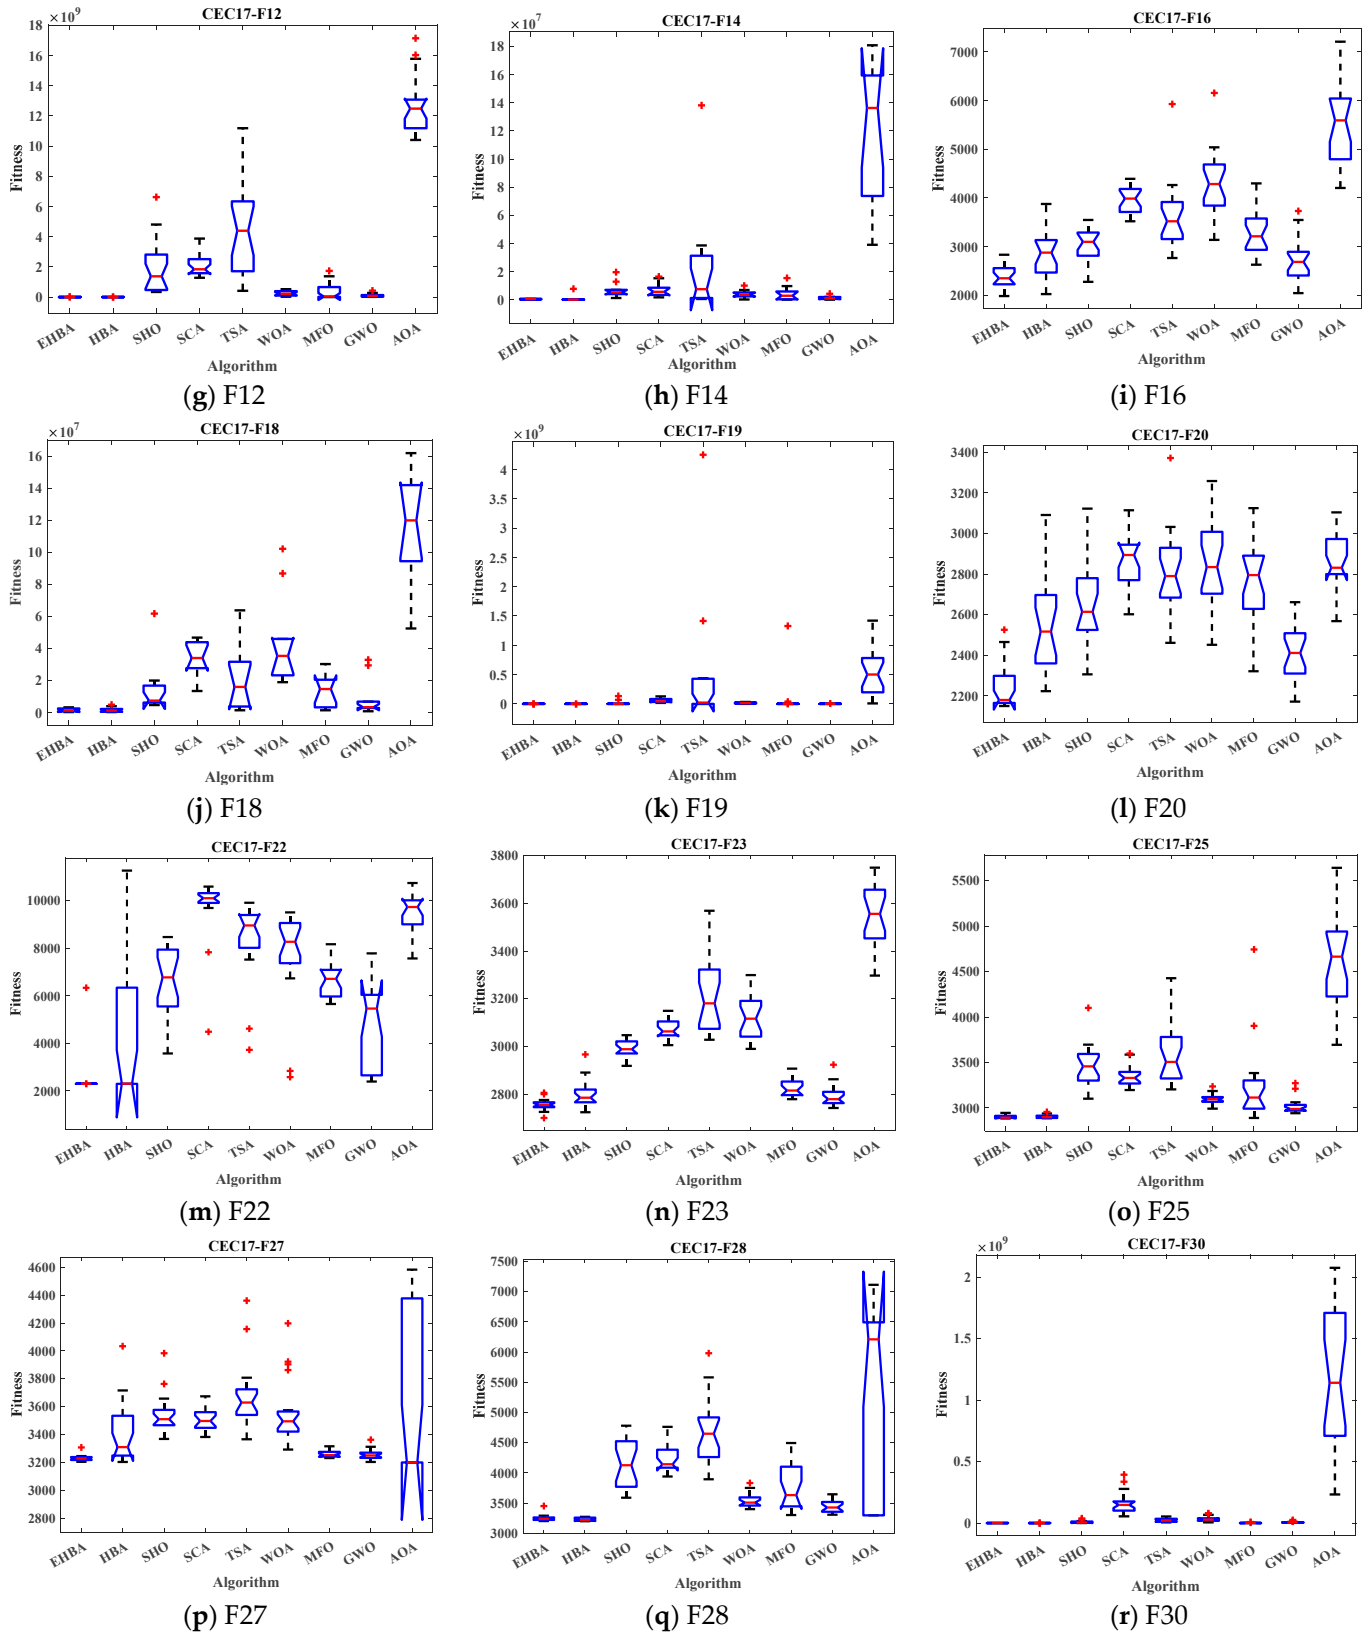 CEC17-F12
×10⁹
18
16
14
12
10
8
6
4
2
0
Fitness
EHBA HBA SHO SCA TSA WOA MFO GWO AOA
Algorithm
(g) F12
CEC17-F14
×10⁷
18
16
14
12
10
8
6
4
2
0
Fitness
EHBA HBA SHO SCA TSA WOA MFO GWO AOA
Algorithm
(h) F14
CEC17-F16
7000
6000
5000
4000
3000
2000
Fitness
EHBA HBA SHO SCA TSA WOA MFO GWO AOA
Algorithm
(i) F16
CEC17-F18
×10⁷
16
14
12
10
8
6
4
2
0
Fitness
EHBA HBA SHO SCA TSA WOA MFO GWO AOA
Algorithm
(j) F18
CEC17-F19
×10⁹
4
3.5
3
2.5
2
1.5
1
0.5
0
Fitness
EHBA HBA SHO SCA TSA WOA MFO GWO AOA
Algorithm
(k) F19
CEC17-F20
3400
3200
3000
2800
2600
2400
2200
Fitness
EHBA HBA SHO SCA TSA WOA MFO GWO AOA
Algorithm
(l) F20
CEC17-F22
10000
8000
6000
4000
2000
Fitness
EHBA HBA SHO SCA TSA WOA MFO GWO AOA
Algorithm
(m) F22
CEC17-F23
3800
3600
3400
3200
3000
2800
Fitness
EHBA HBA SHO SCA TSA WOA MFO GWO AOA
Algorithm
(n) F23
CEC17-F25
5500
5000
4500
4000
3500
3000
Fitness
EHBA HBA SHO SCA TSA WOA MFO GWO AOA
Algorithm
(o) F25
CEC17-F27
4600
4400
4200
4000
3800
3600
3400
3200
3000
2800
Fitness
EHBA HBA SHO SCA TSA WOA MFO GWO AOA
Algorithm
(p) F27
CEC17-F28
7500
7000
6500
6000
5500
5000
4500
4000
3500
3000
Fitness
EHBA HBA SHO SCA TSA WOA MFO GWO AOA
Algorithm
(q) F28
CEC17-F30
×10⁹
2
1.5
1
0.5
0
Fitness
EHBA HBA SHO SCA TSA WOA MFO GWO AOA
Algorithm
(r) F30